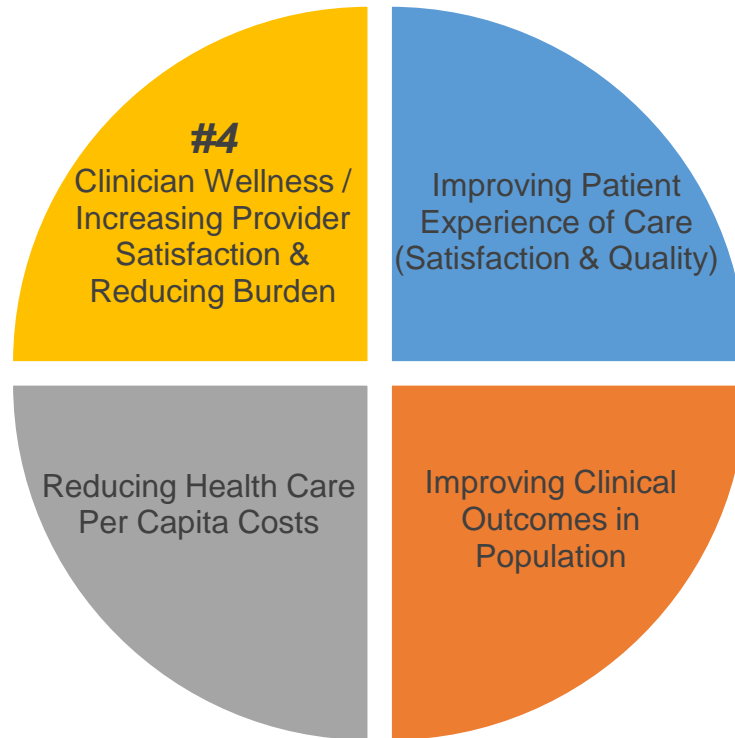 #4
Clinician Wellness /
Increasing Provider
Satisfaction &
Reducing Burden
Improving Patient
Experience of Care
(Satisfaction & Quality)
Reducing Health Care
Per Capita Costs
Improving Clinical
Outcomes in
Population